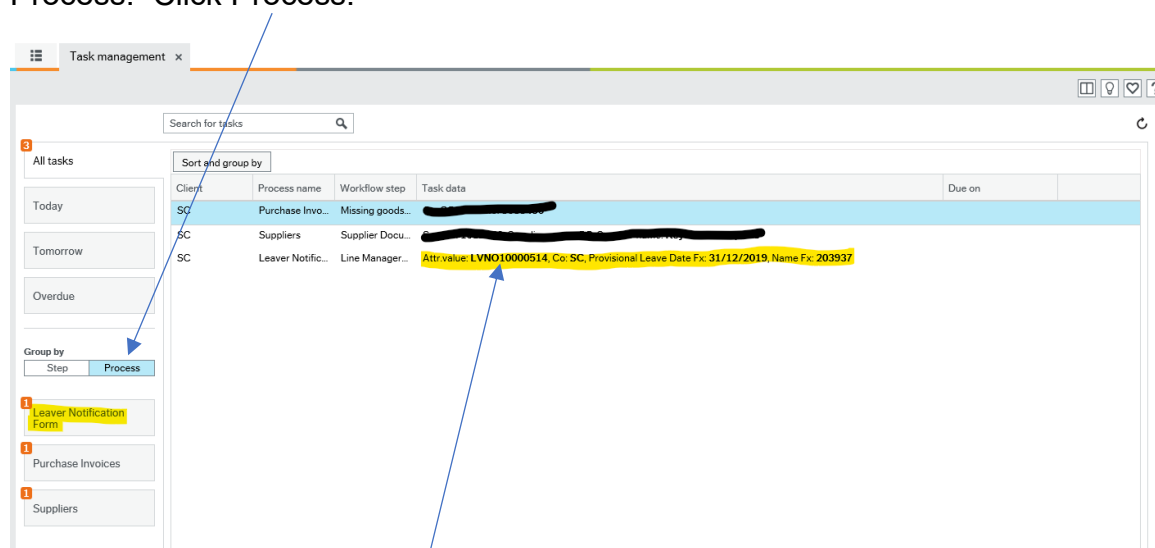 Process. Click Process.
Task management ×
Search for tasks
3
All tasks
Sort and group by
Client Process name Workflow step Task data Due on
Today
SC Purchase Invo... Missing goods...
SC Suppliers Supplier Docu...
Tomorrow
SC Leaver Notific... Line Manager... Attr.value: LVNO10000514, Co: SC, Provisional Leave Date Fx: 31/12/2019, Name Fx: 203937
Overdue
Group by
Step Process
1
Leaver Notification
Form
1
Purchase Invoices
1
Suppliers